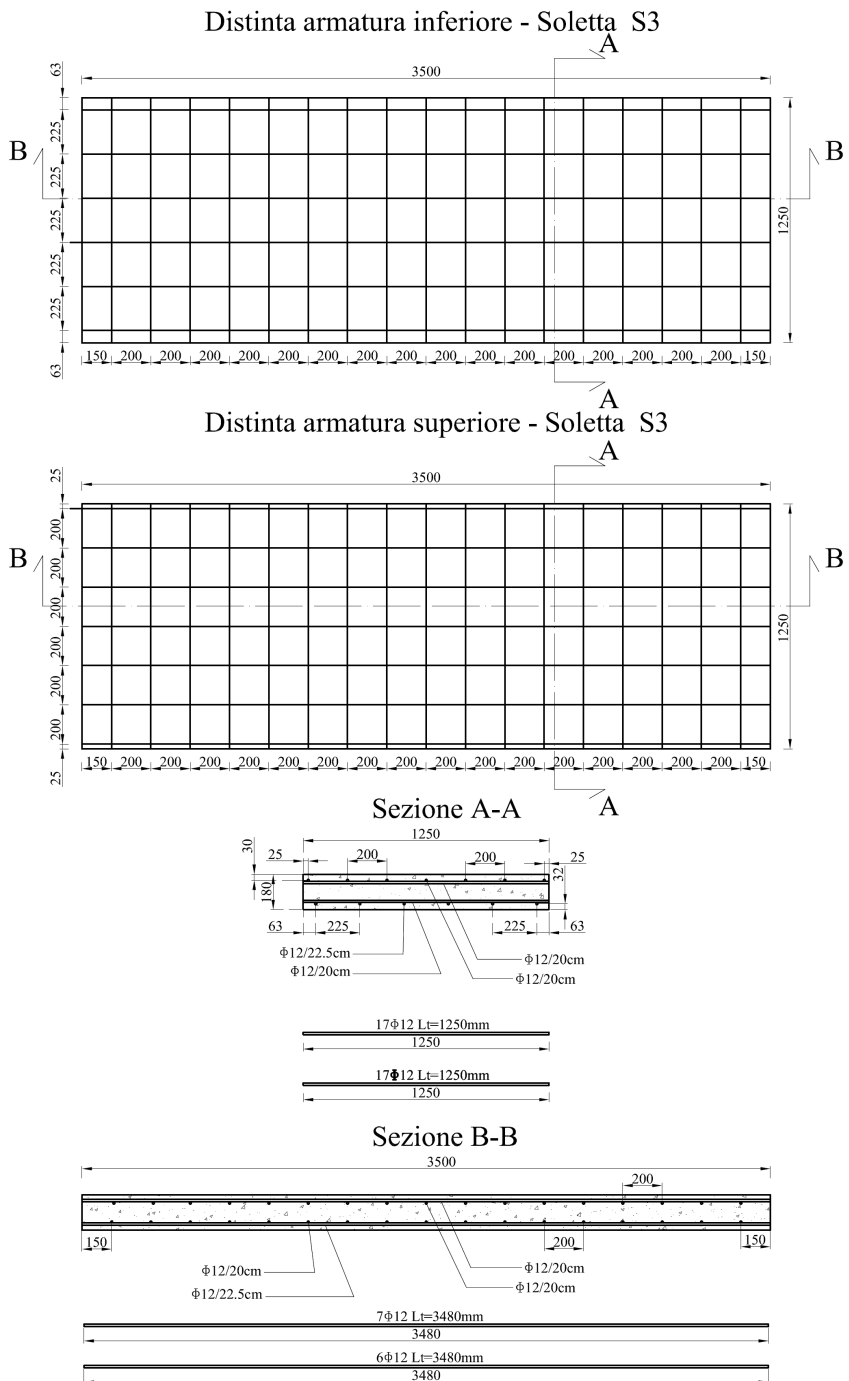 Distinta armatura inferiore - Soletta S3
A
3500
63
225
225
225
225
225
63
B
B
1250
150 200 200 200 200 200 200 200 200 200 200 200 200 200 200 200 200 150
A
Distinta armatura superiore - Soletta S3
A
3500
25
200
200
200
200
200
200
25
B
B
1250
150 200 200 200 200 200 200 200 200 200 200 200 200 200 200 200 200 150
A
Sezione A-A
1250
30
25 200 200 25
180
32
63 225 225 63
Φ12/22.5cm
Φ12/20cm
Φ12/20cm
Φ12/20cm
17Φ12 Lt=1250mm
1250
17Φ12 Lt=1250mm
1250
Sezione B-B
3500
200
150 200 150
Φ12/20cm
Φ12/22.5cm
Φ12/20cm
Φ12/20cm
7Φ12 Lt=3480mm
3480
6Φ12 Lt=3480mm
3480